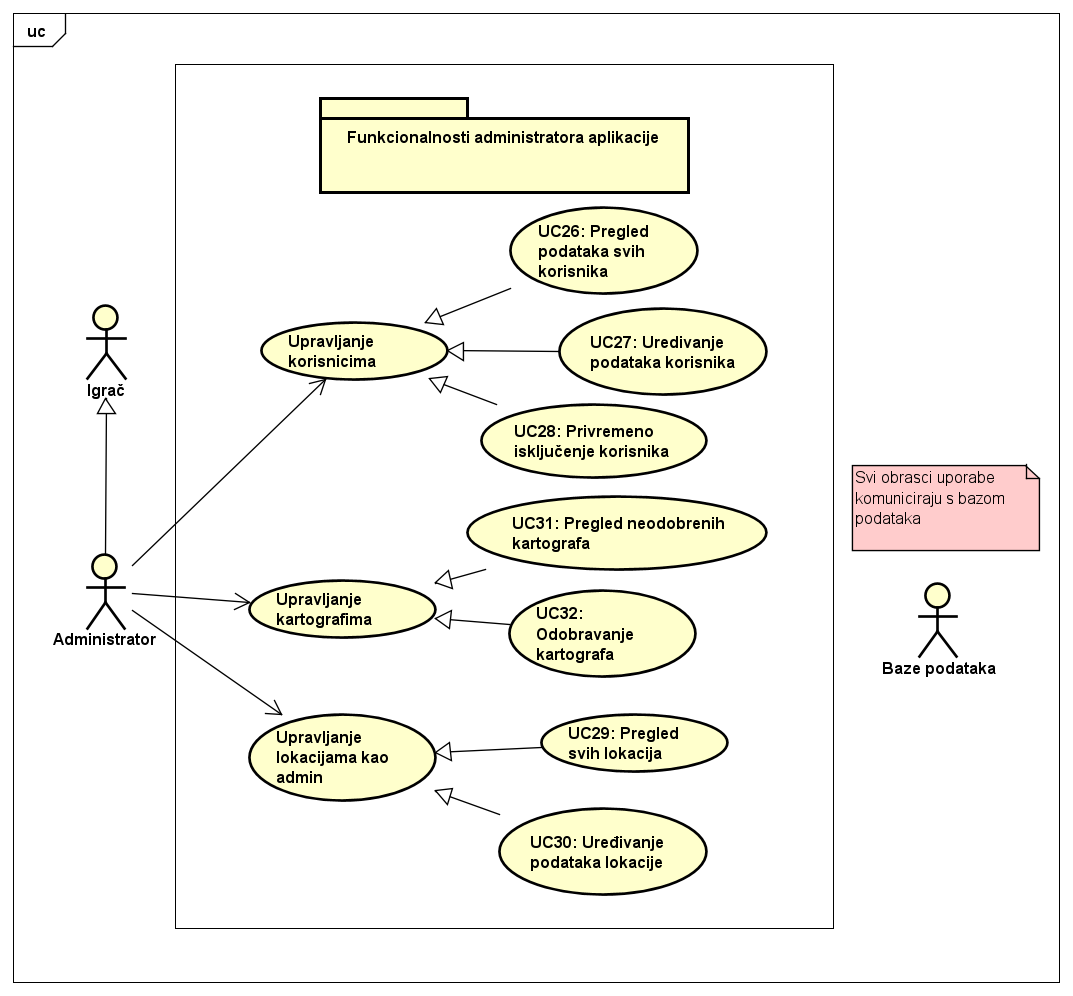 uc
Funkcionalnosti administratora aplikacije
UC26: Pregled
podataka svih
korisnika
Igrač
Upravljanje
korisnicima
UC27: Uređivanje
podataka korisnika
UC28: Privremeno
isključenje korisnika
Svi obrasci uporabe
komuniciraju s bazom
podataka
UC31: Pregled neodobrenih
kartografa
Administrator
Upravljanje
kartografima
UC32:
Odobravanje
kartografa
Baze podataka
Upravljanje
lokacijama kao
admin
UC29: Pregled
svih lokacija
UC30: Uređivanje
podataka lokacije